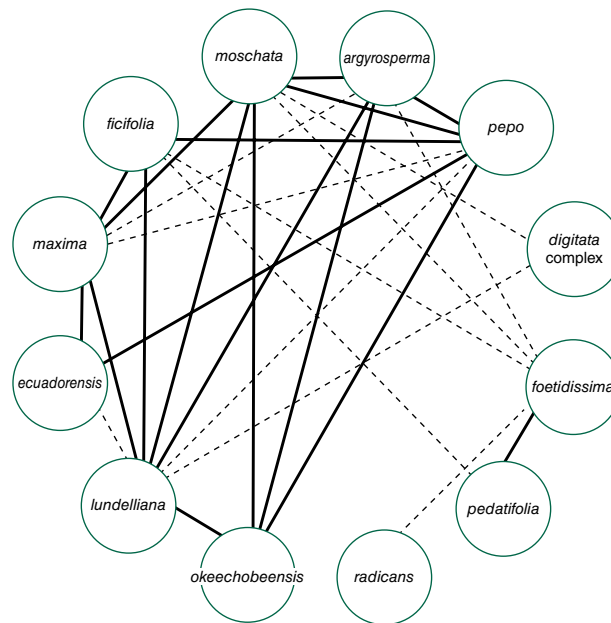 moschata
argyrosperma
ficifolia
pepo
maxima
digitata
complex
ecuadorensis
foetidissima
lundelliana
pedatifolia
okeechobeensis
radicans